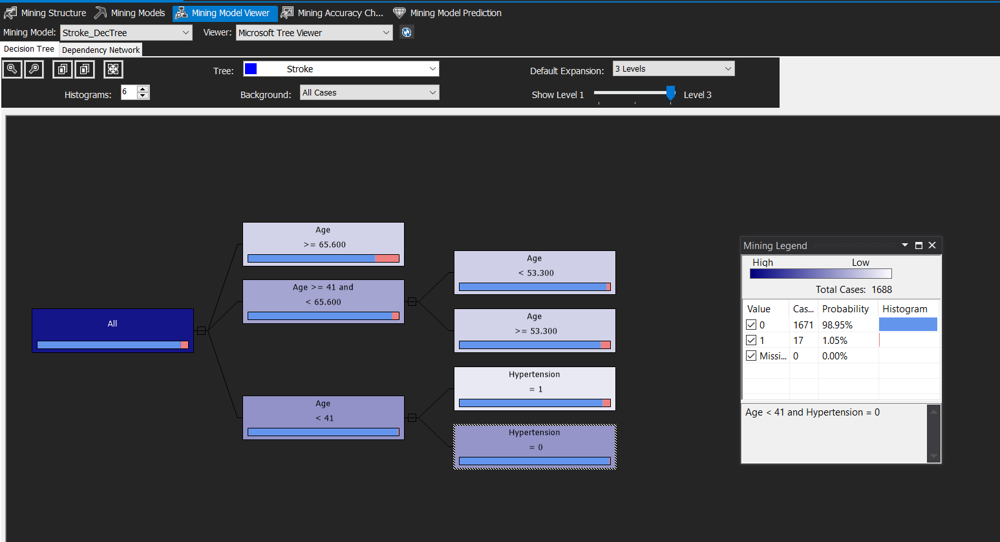 Mining Structure Mining Models Mining Model Viewer Mining Accuracy Ch... Mining Model Prediction
Mining Model: Stroke_DecTree Viewer: Microsoft Tree Viewer
Decision Tree Dependency Network
Tree: Stroke Default Expansion: 3 Levels
Histograms: 6 Background: All Cases Show Level 1 Level 3
All
Age
>= 65.600
Age >= 41 and
< 65.600
Age
< 41
Age
< 53.300
Age
>= 53.300
Hypertension
= 1
Hypertension
= 0
Mining Legend
High Low
Total Cases: 1688
Value Cas... Probability Histogram
0 1671 98.95%
1 17 1.05%
Missi... 0 0.00%
Age < 41 and Hypertension = 0